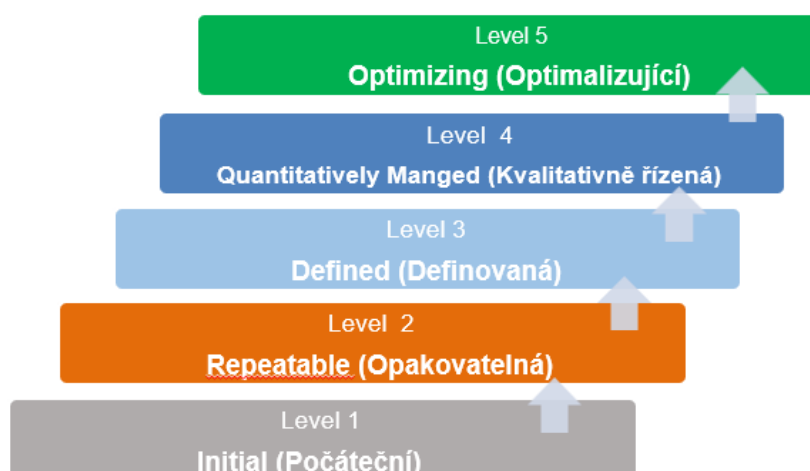 Level 5
Optimizing (Optimalizující)
Level 4
Quantitatively Manged (Kvalitativně řízená)
Level 3
Defined (Definovaná)
Level 2
Repeatable (Opakovatelná)
Level 1
Initial (Počáteční)